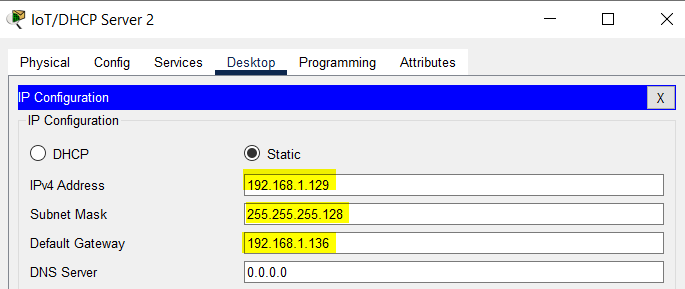 IoT/DHCP Server 2
Physical Config Services Desktop Programming Attributes
IP Configuration X
IP Configuration
DHCP Static
IPv4 Address 192.168.1.129
Subnet Mask 255.255.255.128
Default Gateway 192.168.1.136
DNS Server 0.0.0.0